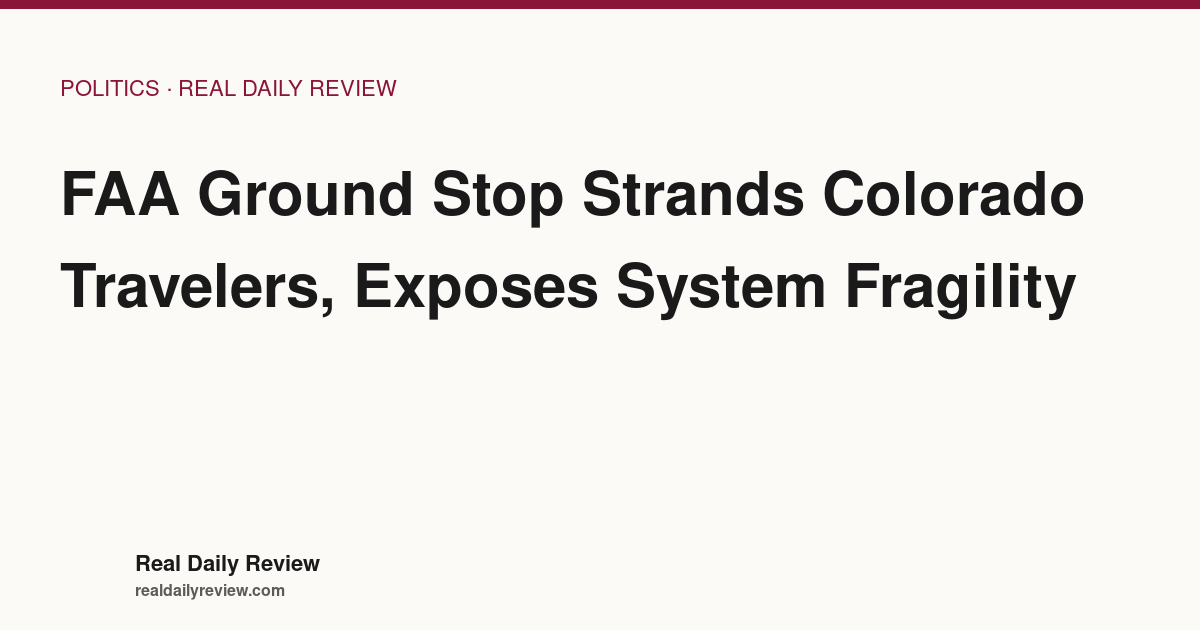 POLITICS · REAL DAILY REVIEW
FAA Ground Stop Strands Colorado
Travelers, Exposes System Fragility
Real Daily Review
realdailyreview.com